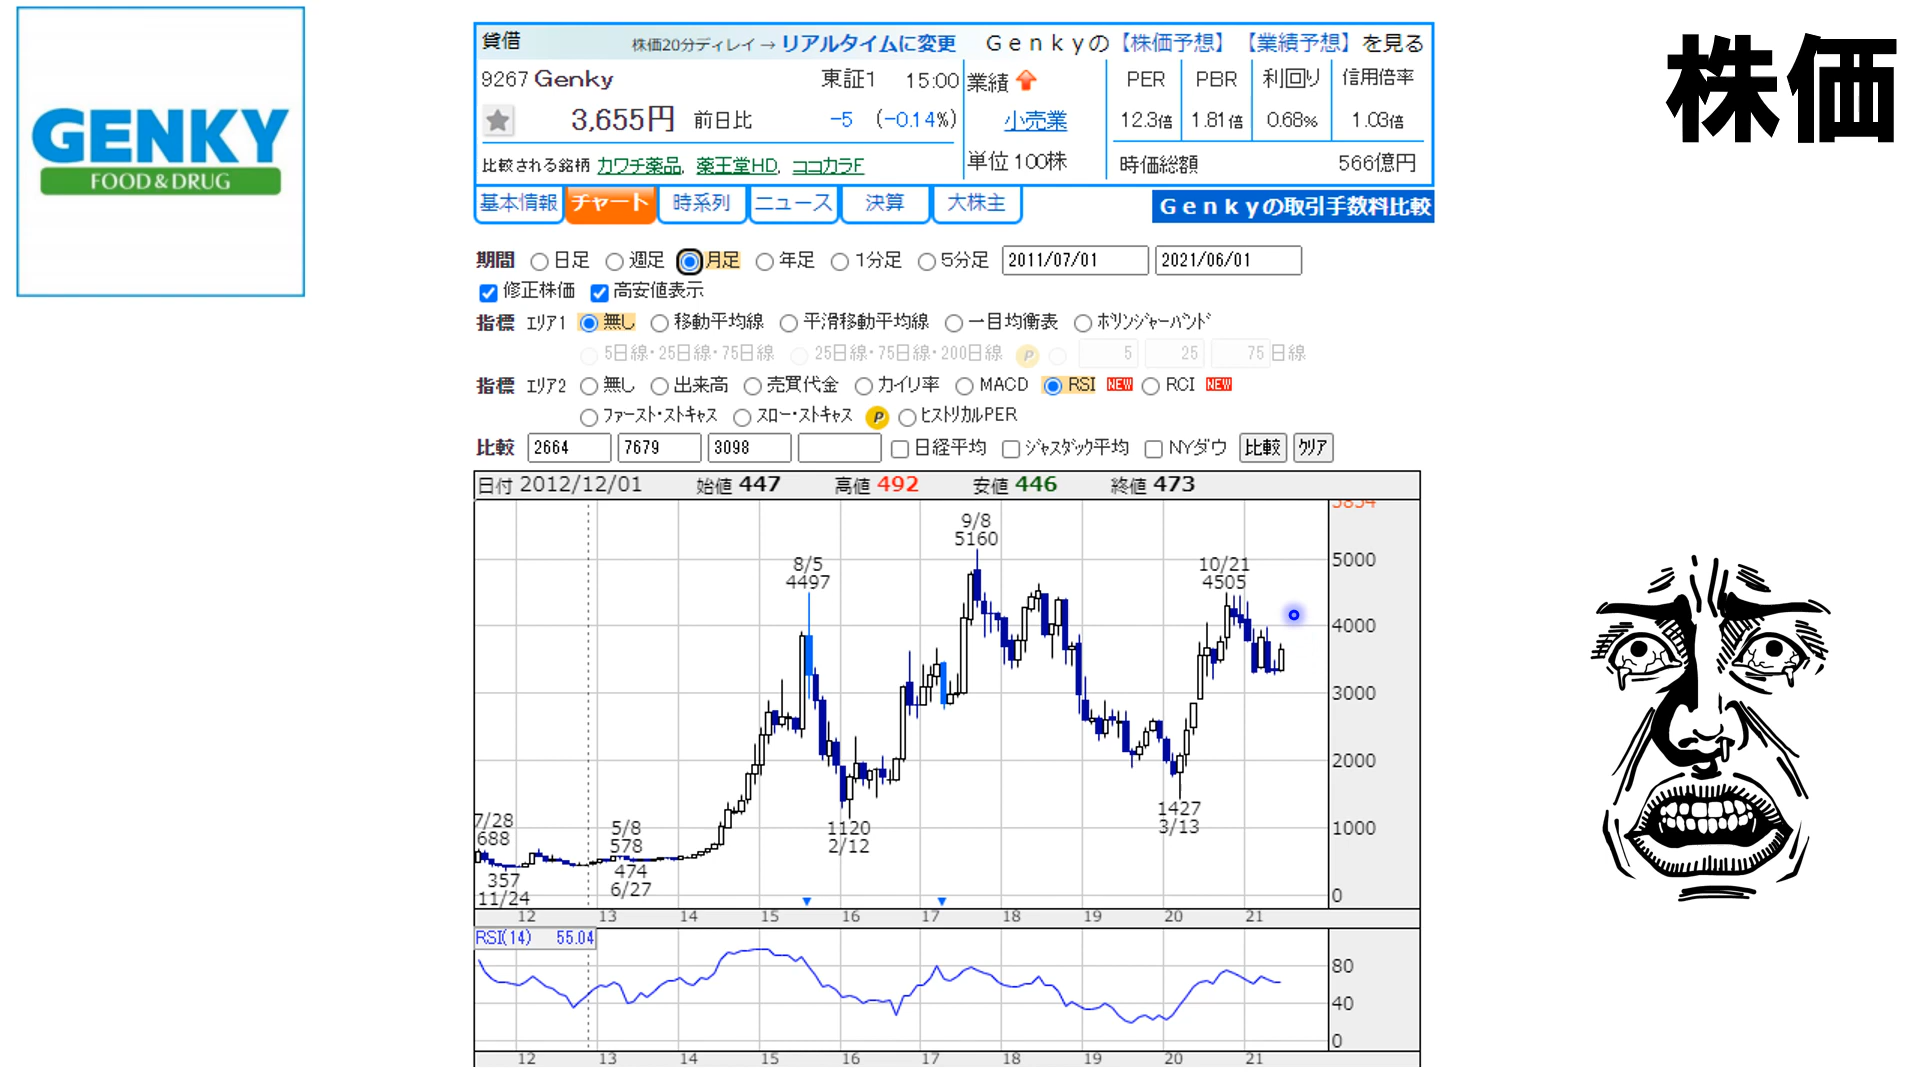 GENKY
FOOD & DRUG
株価
貸借
株価20分ディレイ → リアルタイムに変更
Ｇｅｎｋｙの【株価予想】【業績予想】を見る
9267 Genky
東証1 15:00
3,655円 前日比 -5 (-0.14%)
比較される銘柄 カワチ薬品, 薬王堂HD, ココカラF
業績
小売業
単位 100株
PER PBR 利回り 信用倍率
12.3倍 1.81倍 0.68% 1.03倍
時価総額 566億円
基本情報 チャート 時系列 ニュース 決算 大株主
Ｇｅｎｋｙの取引手数料比較
期間 日足 週足 月足 年足 1分足 5分足 2011/07/01 2021/06/01
修正株価 高安値表示
指標 ｴﾘｱ1 無し 移動平均線 平滑移動平均線 一目均衡表 ﾎﾞﾘﾝｼﾞｬｰﾊﾞﾝﾄﾞ
5日線・25日線・75日線 25日線・75日線・200日線 P 5 25 75 日線
指標 ｴﾘｱ2 無し 出来高 売買代金 カイリ率 MACD RSI NEW RCI NEW
ﾌｧｰｽﾄ･ｽﾄｷｬｽ ｽﾛｰ･ｽﾄｷｬｽ P ﾋｽﾄﾘｶﾙPER
比較 2664 7679 3098 日経平均 ｼﾞｬｽﾀﾞｯｸ平均 NYダウ 比較 ｸﾘｱ
日付 2012/12/01 始値 447 高値 492 安値 446 終値 473
9/8
5160
5000
8/5
4497
10/21
4505
4000
3000
2000
1427
3/13
1120
2/12
1000
7/28
688
5/8
578
357
11/24
474
6/27
0
12 13 14 15 16 17 18 19 20 21
RSI(14) 55.04
80
40
0
12 13 14 15 16 17 18 19 20 21